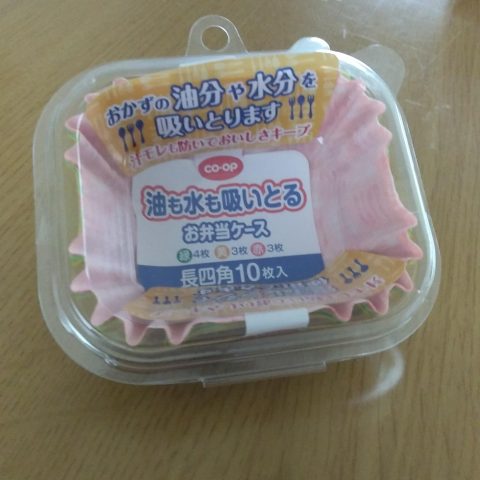 おかずの油分や水分を
吸いとります
汁モレも防いでおいしさキープ
CO·OP
油も水も吸いとる
お弁当ケース
緑4枚 黄3枚 赤3枚
長四角10枚入